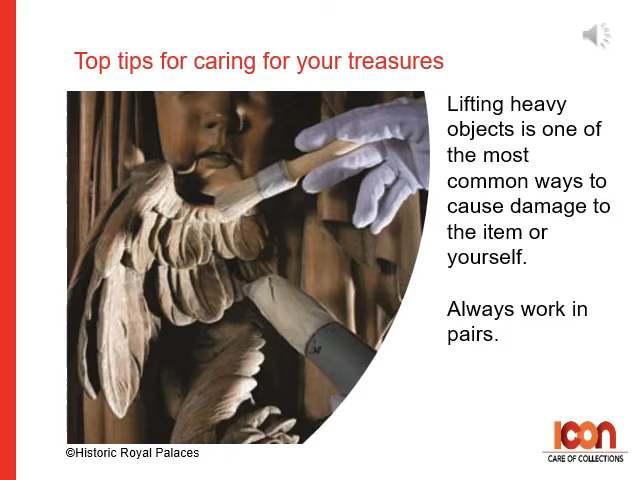 Top tips for caring for your treasures
Lifting heavy
objects is one of
the most
common ways to
cause damage to
the item or
yourself.
Always work in
pairs.
©Historic Royal Palaces
icon
CARE OF COLLECTIONS